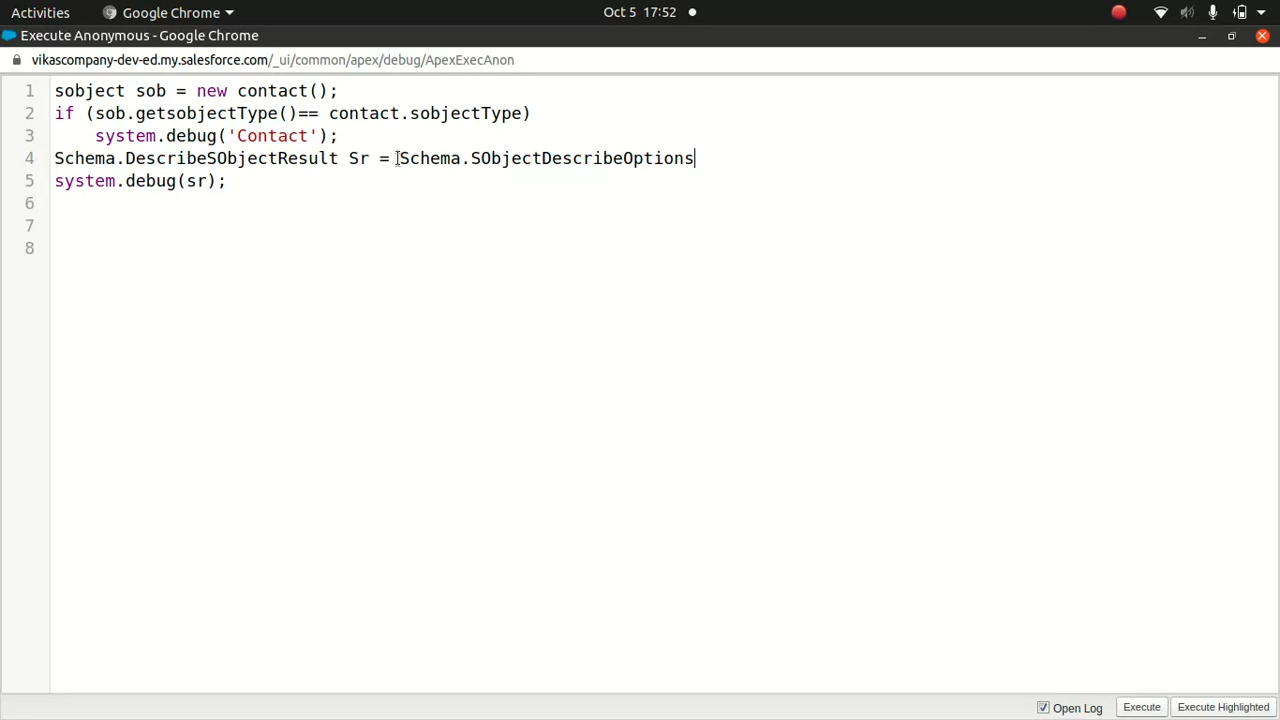 Activities Google Chrome Oct 5 17:52
Execute Anonymous - Google Chrome
vikascompany-dev-ed.my.salesforce.com/_ui/common/apex/debug/ApexExecAnon
1 sobject sob = new contact();
2 if (sob.getsobjectType()== contact.sobjectType)
3 system.debug('Contact');
4 Schema.DescribeSObjectResult Sr = Schema.SObjectDescribeOptions
5 system.debug(sr);
6
7
8
Open Log Execute Execute Highlighted